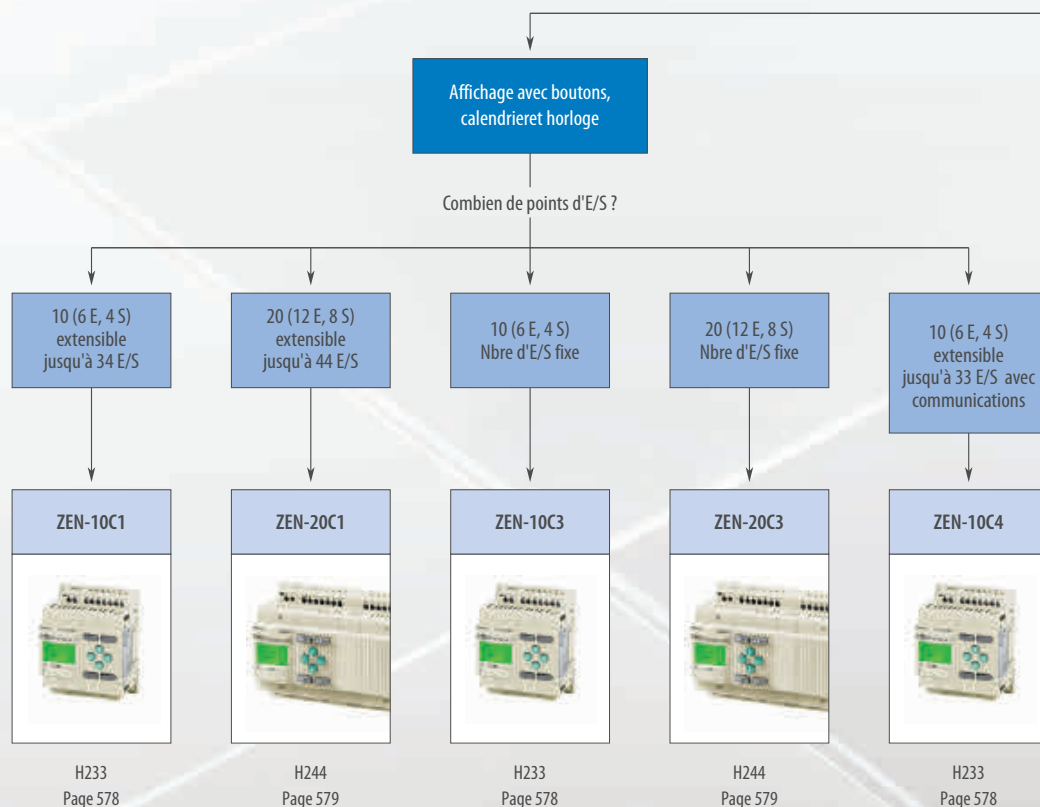 Affichage avec boutons,
calendrieret horloge
Combien de points d'E/S ?
10 (6 E, 4 S)
extensible
jusqu'à 34 E/S
20 (12 E, 8 S)
extensible
jusqu'à 44 E/S
10 (6 E, 4 S)
Nbre d'E/S fixe
20 (12 E, 8 S)
Nbre d'E/S fixe
10 (6 E, 4 S)
extensible
jusqu'à 33 E/S avec
communications
ZEN-10C1
ZEN-20C1
ZEN-10C3
ZEN-20C3
ZEN-10C4
H233
Page 578
H244
Page 579
H233
Page 578
H244
Page 579
H233
Page 578